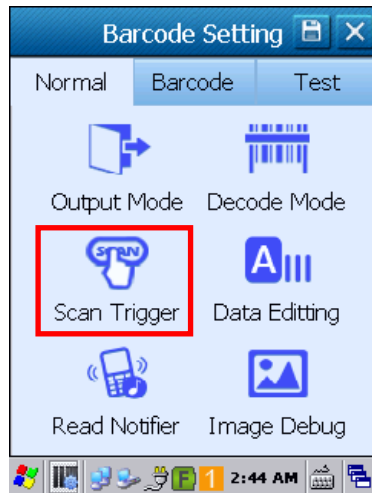 Barcode Setting
Normal Barcode Test
Output Mode Decode Mode
SCAN
A
Scan Trigger Data Editting
Read Notifier Image Debug
F 1 2:44 AM